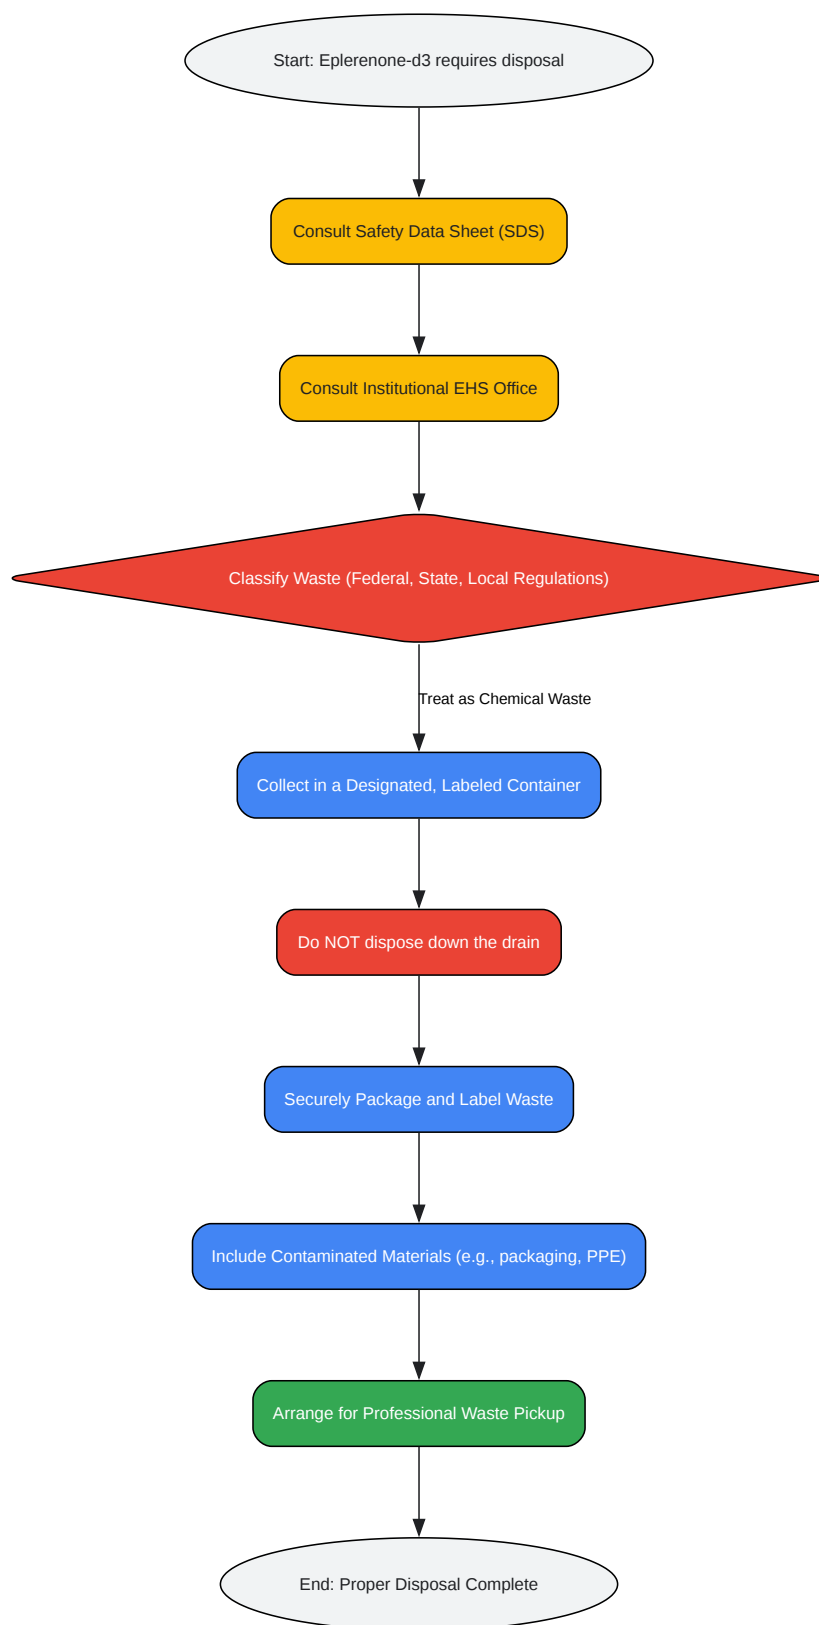 Start: Eplerenone-d3 requires disposal
Consult Safety Data Sheet (SDS)
Consult Institutional EHS Office
Classify Waste (Federal, State, Local Regulations)
Treat as Chemical Waste
Collect in a Designated, Labeled Container
Do NOT dispose down the drain
Securely Package and Label Waste
Include Contaminated Materials (e.g., packaging, PPE)
Arrange for Professional Waste Pickup
End: Proper Disposal Complete